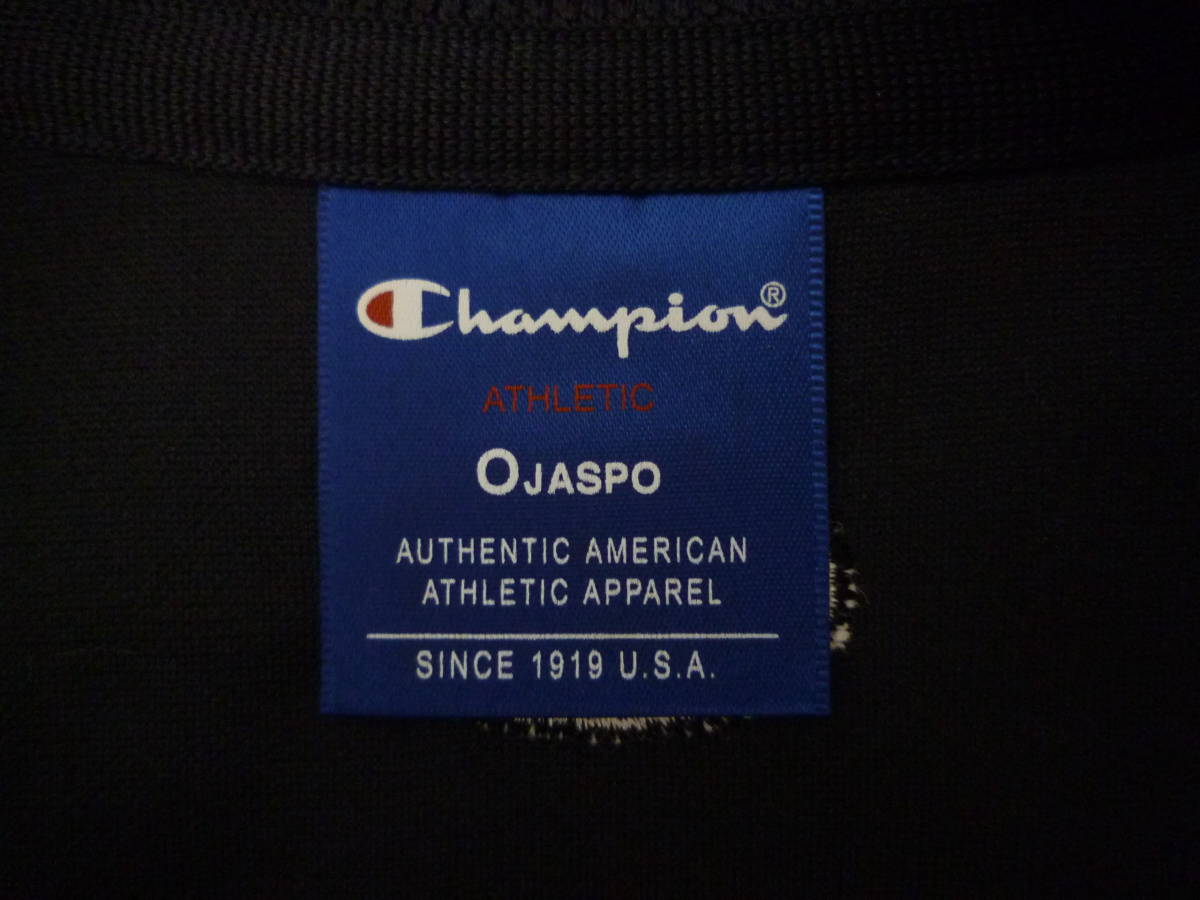 Champion®
ATHLETIC
OJASPO
AUTHENTIC AMERICAN
ATHLETIC APPAREL
SINCE 1919 U.S.A.